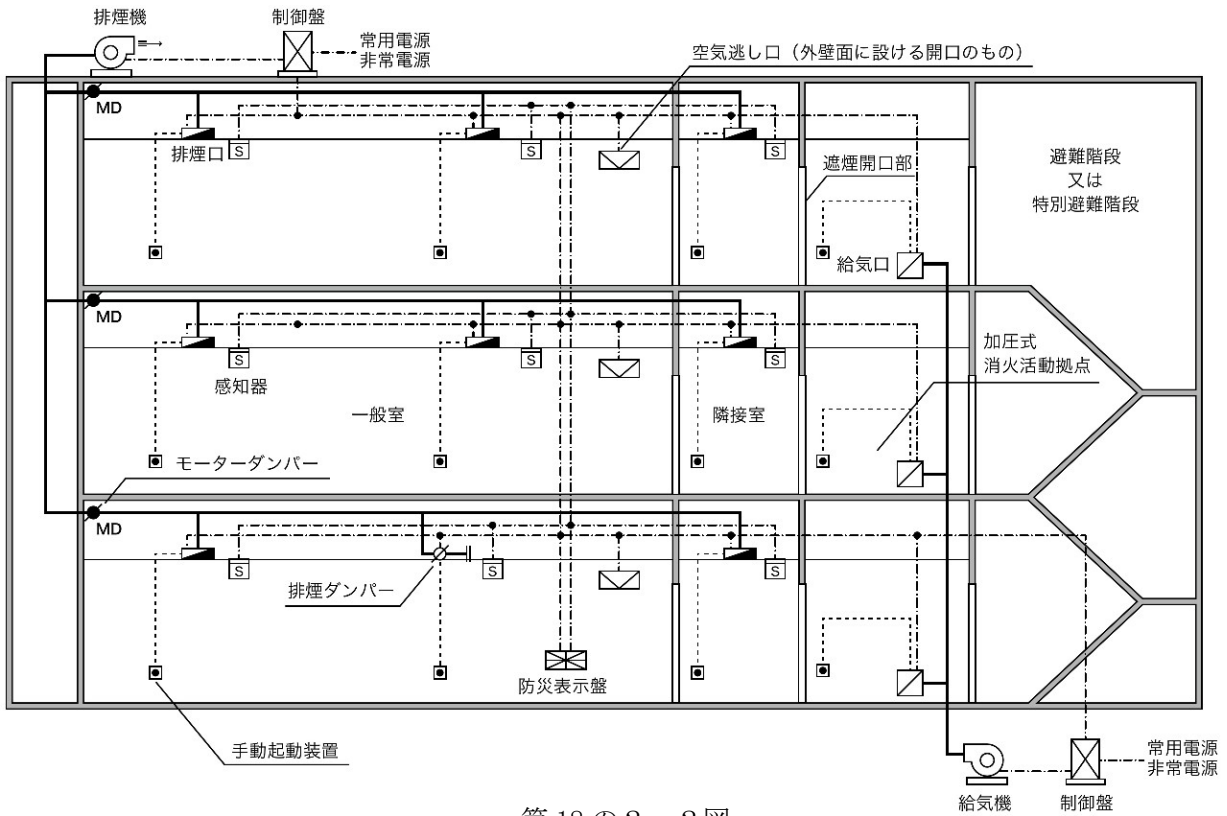 排煙機
制御盤
常用電源
非常電源
空気逃し口（外壁面に設ける開口のもの）
MD
排煙口
S
S
S
遮煙開口部
避難階段
又は
特別避難階段
給気口
MD
S
S
S
感知器
一般室
隣接室
加圧式
消火活動拠点
モーターダンパー
MD
S
S
S
排煙ダンパー
防災表示盤
手動起動装置
常用電源
非常電源
給気機
制御盤